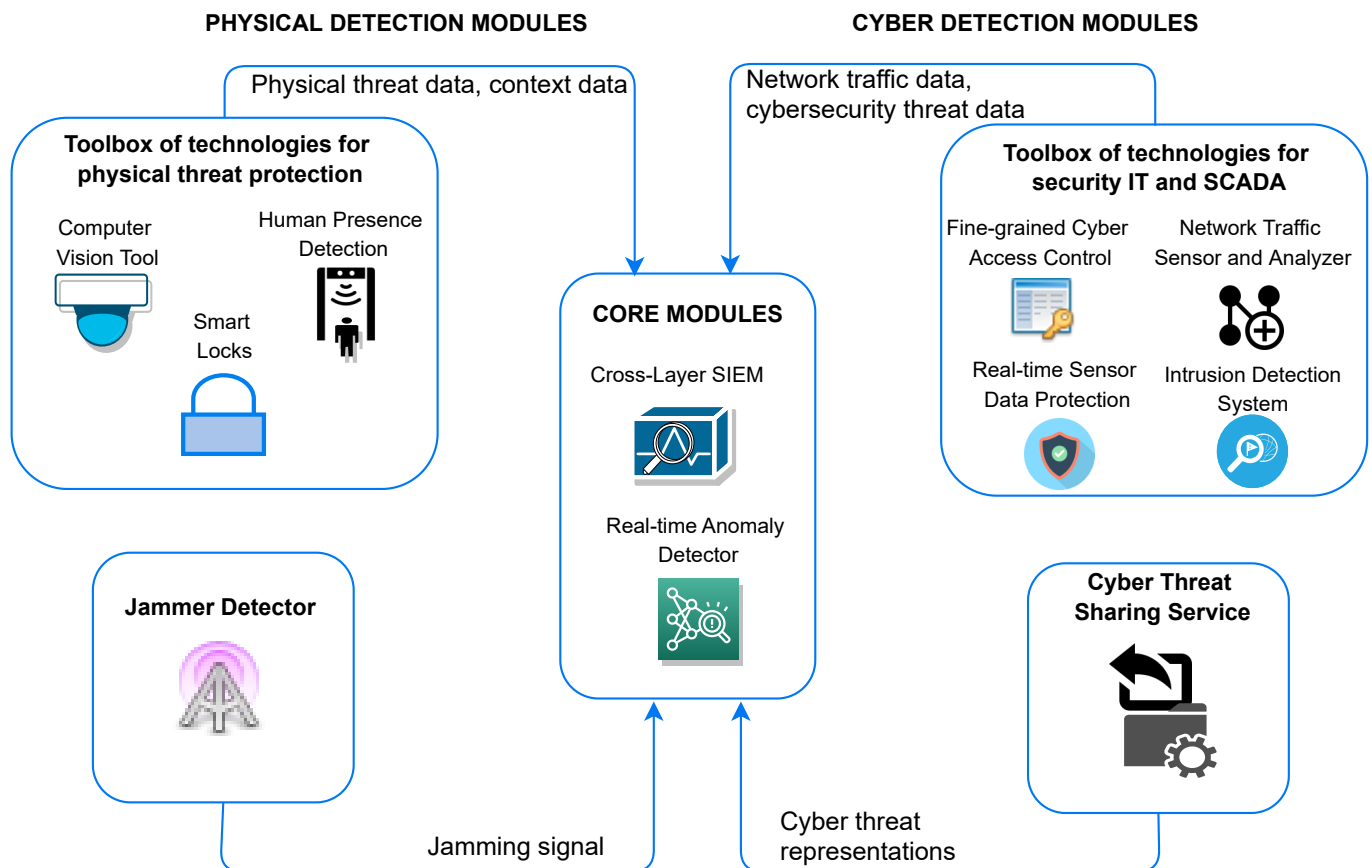 PHYSICAL DETECTION MODULES
CYBER DETECTION MODULES
Physical threat data, context data
Network traffic data,
cybersecurity threat data
Toolbox of technologies for
physical threat protection
Computer
Vision Tool
Human Presence
Detection
Smart
Locks
Toolbox of technologies for
security IT and SCADA
Fine-grained Cyber
Access Control
Network Traffic
Sensor and Analyzer
Real-time Sensor
Data Protection
Intrusion Detection
System
CORE MODULES
Cross-Layer SIEM
Real-time Anomaly
Detector
Jammer Detector
Cyber Threat
Sharing Service
Jamming signal
Cyber threat
representations